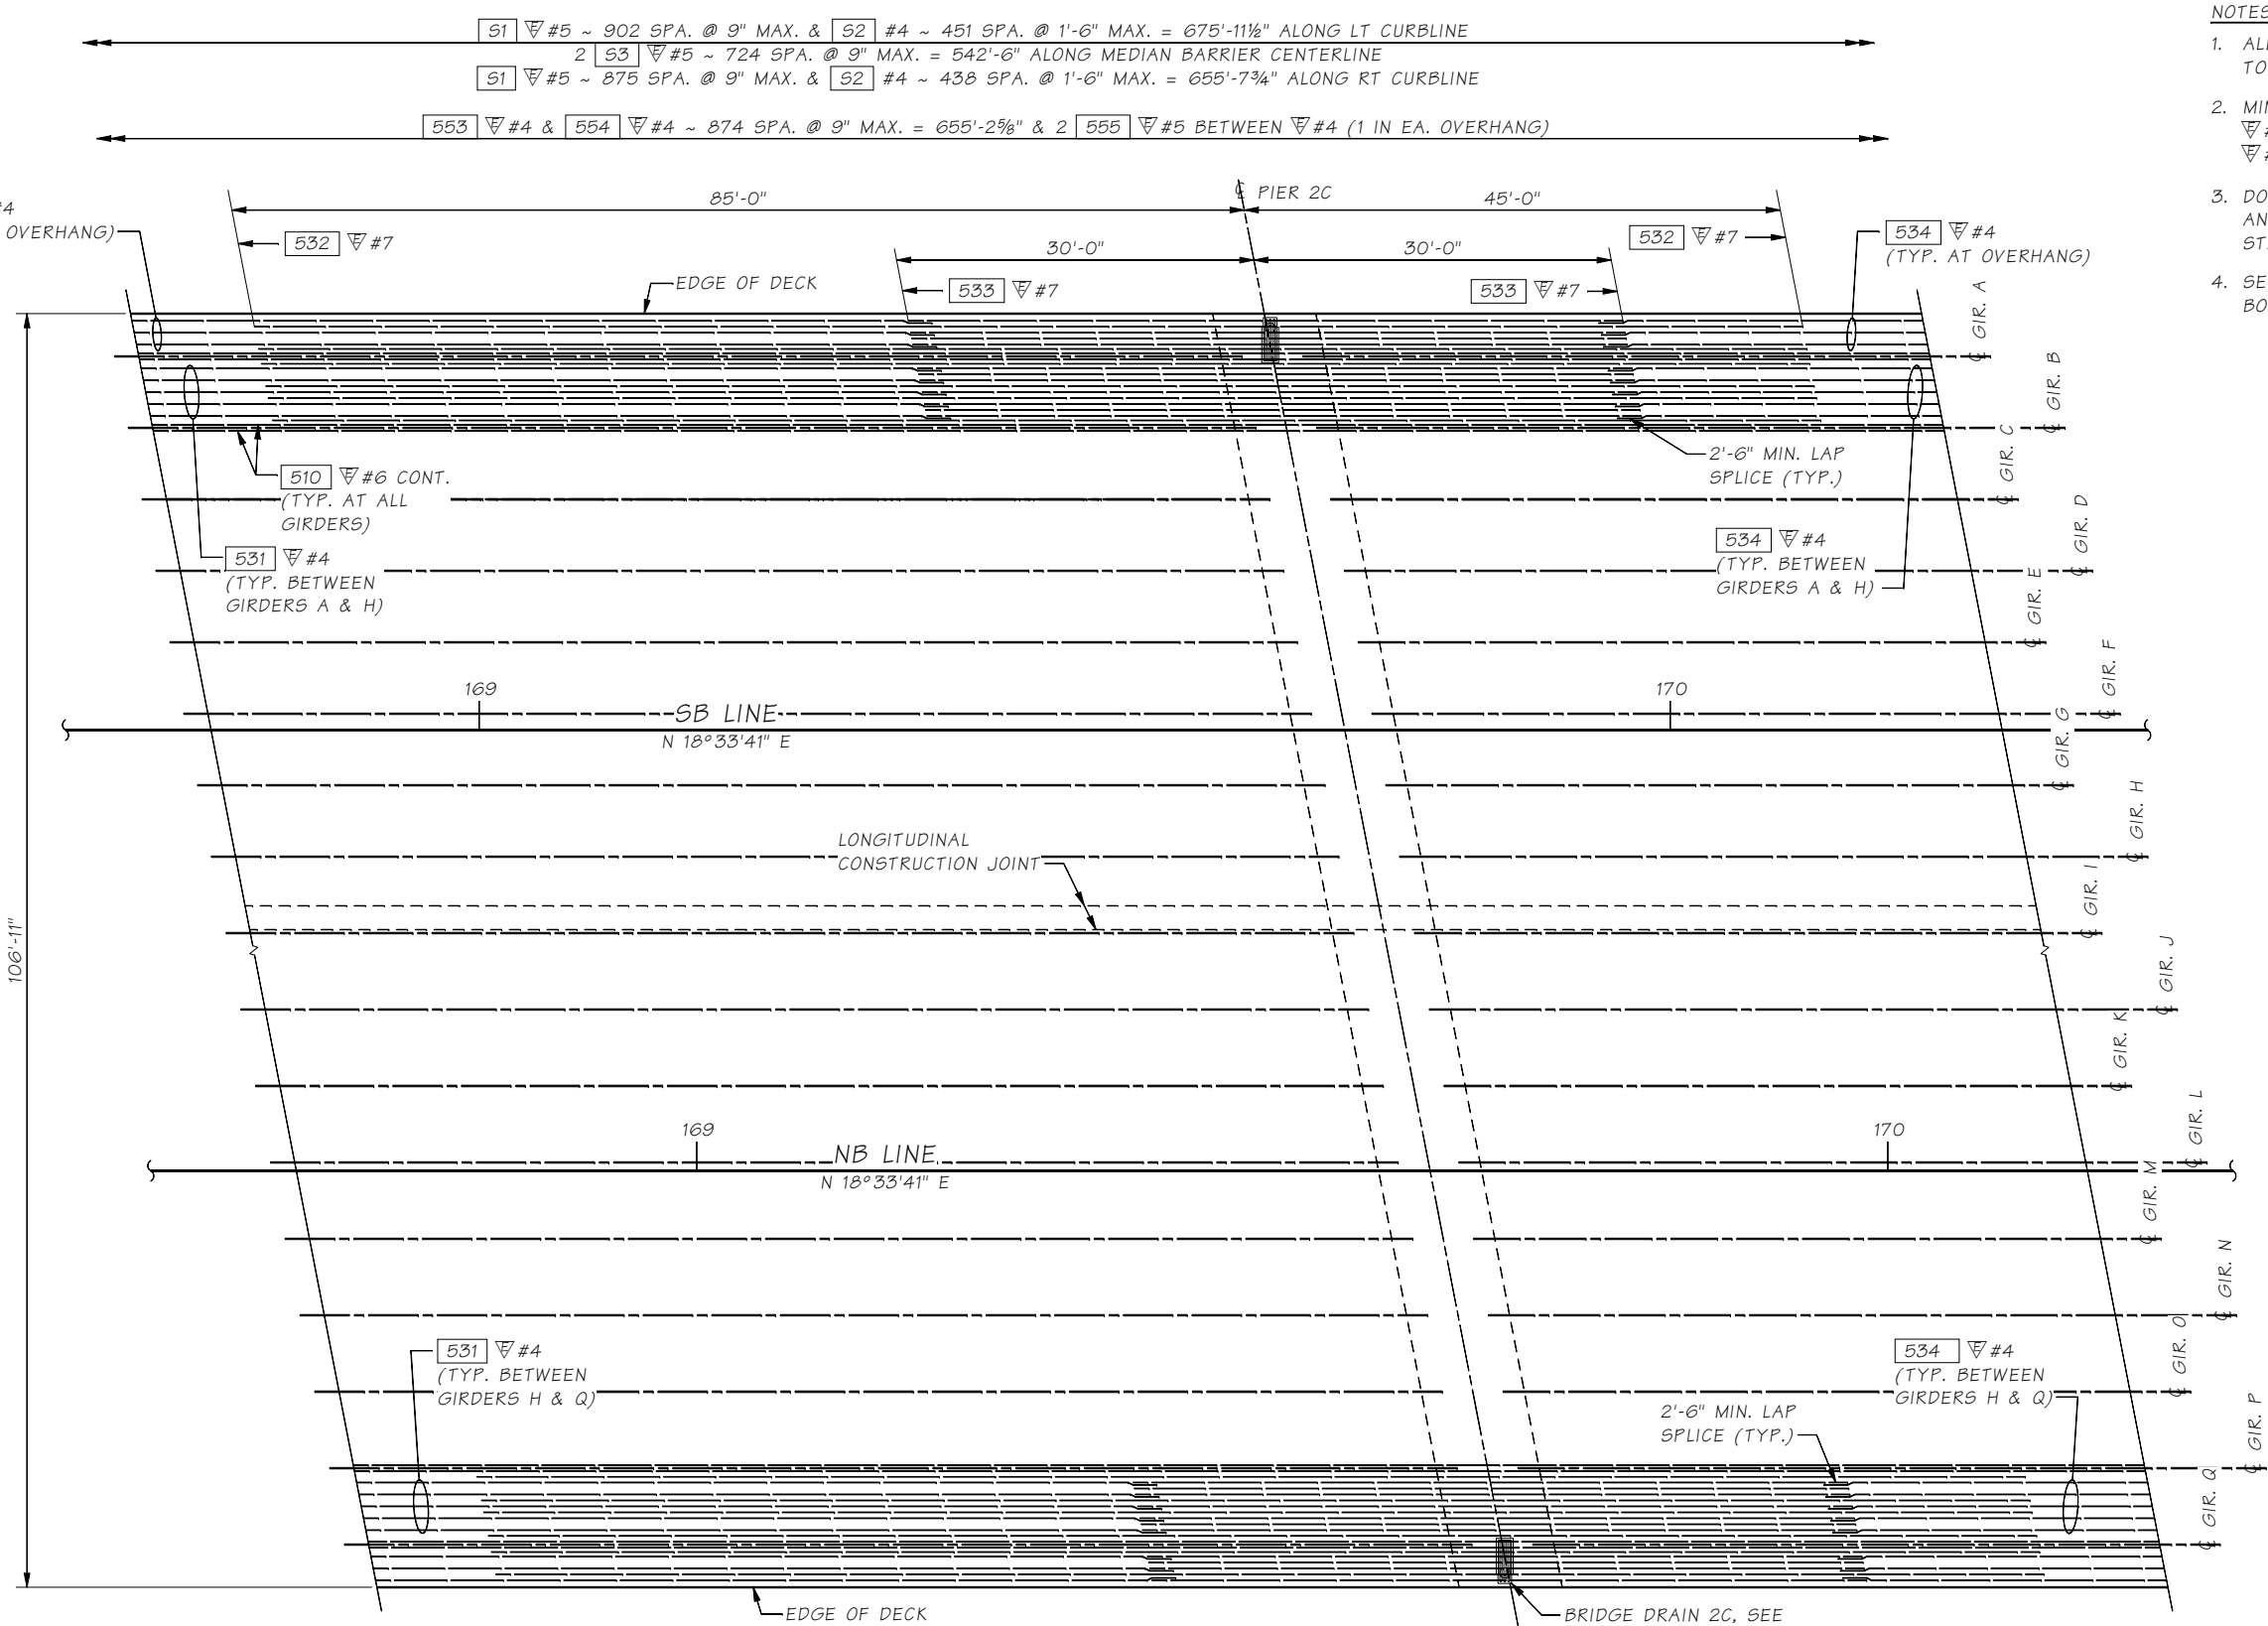 S1 #5 ~ 902 SPA. @ 9" MAX. & S2 #4 ~ 451 SPA. @ 1'-6" MAX. = 675'-11½" ALONG LT CURBLINE
2 S3 #5 ~ 724 SPA. @ 9" MAX. = 542'-6" ALONG MEDIAN BARRIER CENTERLINE
S1 #5 ~ 875 SPA. @ 9" MAX. & S2 #4 ~ 438 SPA. @ 1'-6" MAX. = 655'-7¾" ALONG RT CURBLINE
553 E #4 & 554 E #4 ~ 874 SPA. @ 9" MAX. = 655'-2⅝" & 2 555 E #5 BETWEEN E #4 (1 IN EA. OVERHANG)
NOTES
1. ALL
TO
2. MIN
E #
E #
3. DO
AN
ST
4. SE
BO
#4
OVERHANG)
85'-0"
℄ PIER 2C
45'-0"
532 E #7
30'-0"
30'-0"
532 E #7
534 E #4
(TYP. AT OVERHANG)
EDGE OF DECK
533 E #7
533 E #7
℄ GIR. A
℄ GIR. B
℄ GIR. C
℄ GIR. D
℄ GIR. E
℄ GIR. F
℄ GIR. G
℄ GIR. H
℄ GIR. I
℄ GIR. J
℄ GIR. K
℄ GIR. L
℄ GIR. M
℄ GIR. N
℄ GIR. O
℄ GIR. P
℄ GIR. Q
510 E #6 CONT.
(TYP. AT ALL
GIRDERS)
2'-6" MIN. LAP
SPLICE (TYP.)
531 E #4
(TYP. BETWEEN
GIRDERS A & H)
534 E #4
(TYP. BETWEEN
GIRDERS A & H)
169
SB LINE
170
N 18°33'41" E
LONGITUDINAL
CONSTRUCTION JOINT
106'-11"
169
NB LINE
170
N 18°33'41" E
531 E #4
(TYP. BETWEEN
GIRDERS H & Q)
534 E #4
(TYP. BETWEEN
GIRDERS H & Q)
2'-6" MIN. LAP
SPLICE (TYP.)
EDGE OF DECK
BRIDGE DRAIN 2C, SEE